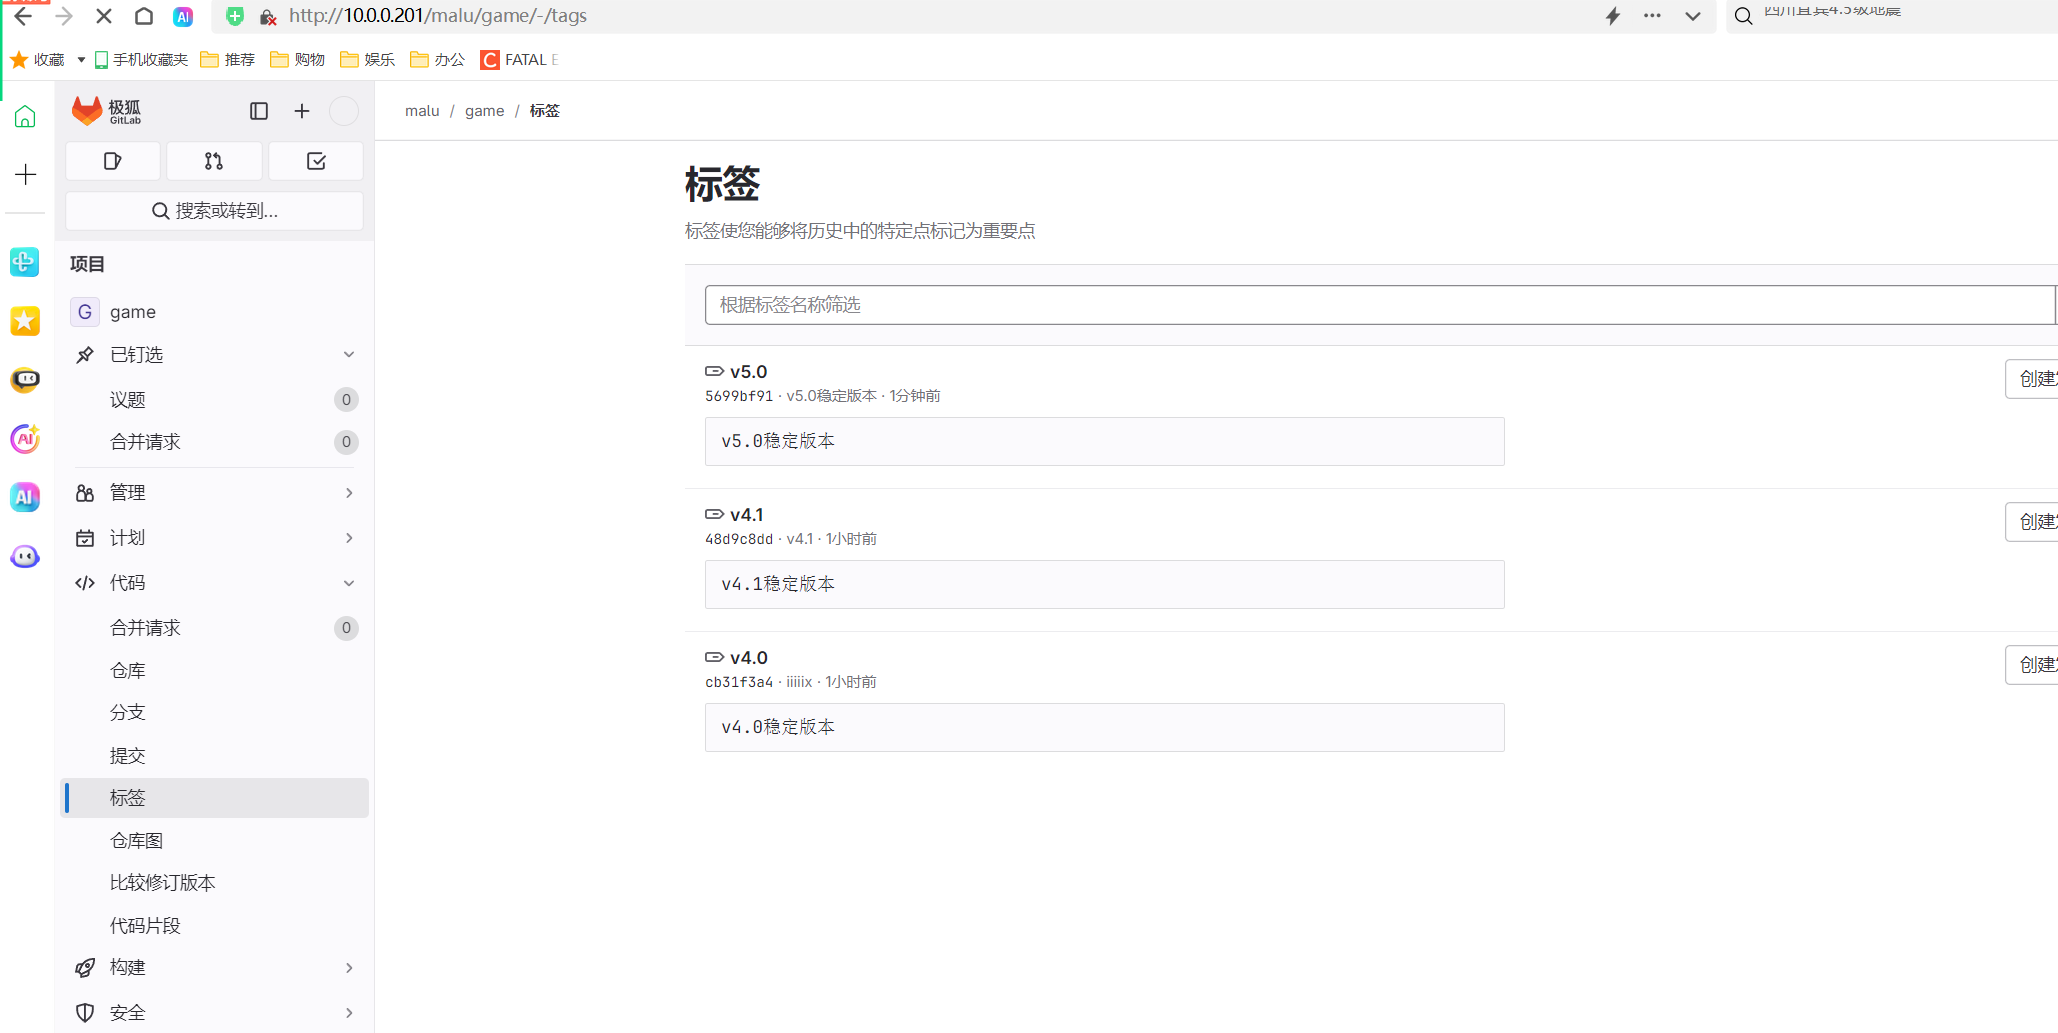 http://10.0.0.201/malu/game/-/tags
四川宜宾4.5级地震
收藏
手机收藏夹
推荐
购物
娱乐
办公
FATAL E
极狐
GitLab
malu / game / 标签
搜索或转到...
项目
G game
已钉选
议题 0
合并请求 0
管理
计划
代码
合并请求 0
仓库
分支
提交
标签
仓库图
比较修订版本
代码片段
构建
安全
标签
标签使您能够将历史中的特定点标记为重要点
根据标签名称筛选
v5.0
5699bf91 · v5.0稳定版本 · 1分钟前
创建
v5.0稳定版本
v4.1
48d9c8dd · v4.1 · 1小时前
创建
v4.1稳定版本
v4.0
cb31f3a4 · iiiiix · 1小时前
创建
v4.0稳定版本